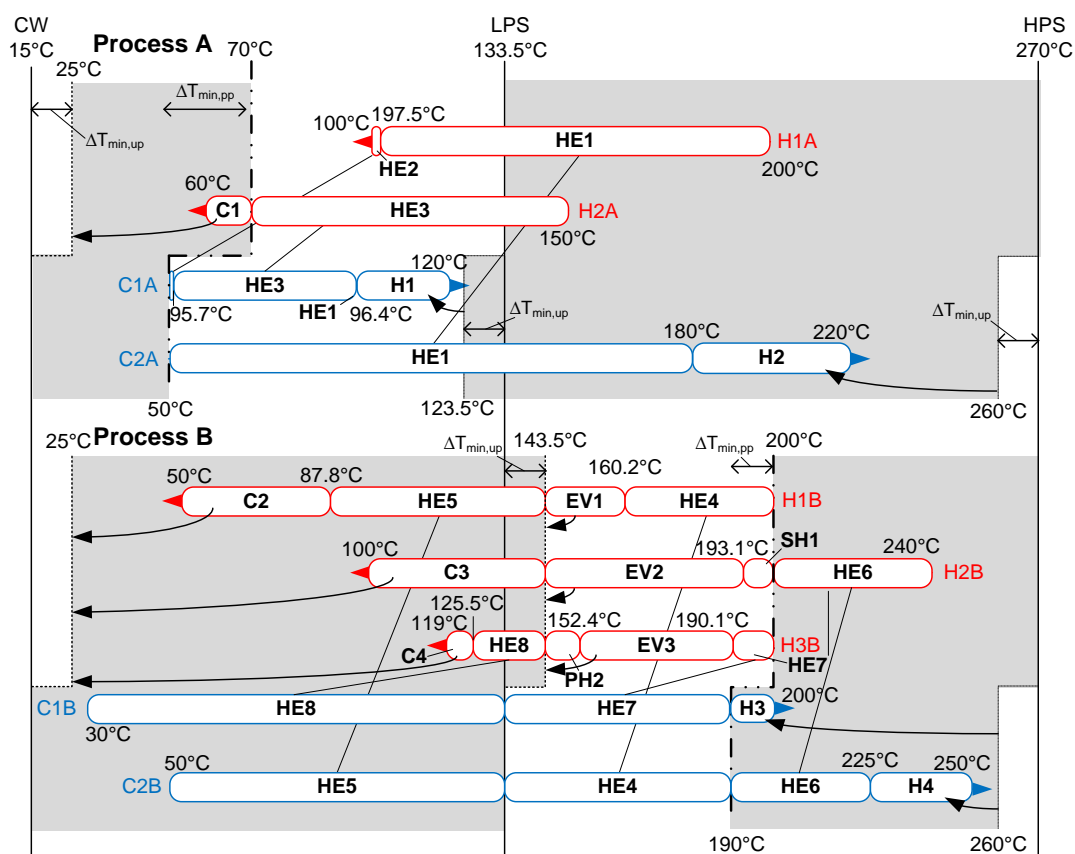 CW LPS HPS
15°C Process A 70°C 133.5°C 270°C
25°C
ΔTmin,pp
ΔTmin,up
100°C 197.5°C
HE1 H1A
HE2
200°C
60°C
C1 HE3 H2A
150°C
120°C
C1A HE3 H1
95.7°C HE1 96.4°C
ΔTmin,up ΔTmin,up
180°C 220°C
C2A HE1 H2
50°C 123.5°C 260°C
25°C Process B
ΔTmin,up 143.5°C ΔTmin,pp 200°C
50°C 87.8°C 160.2°C
C2 HE5 EV1 HE4 H1B
SH1
100°C 193.1°C 240°C
C3 EV2 HE6 H2B
125.5°C
119°C 152.4°C 190.1°C
HE8 EV3 H3B
C4 PH2 HE7
C1B HE8 HE7 H3 200°C
30°C
50°C 225°C 250°C
C2B HE5 HE4 HE6 H4
190°C 260°C